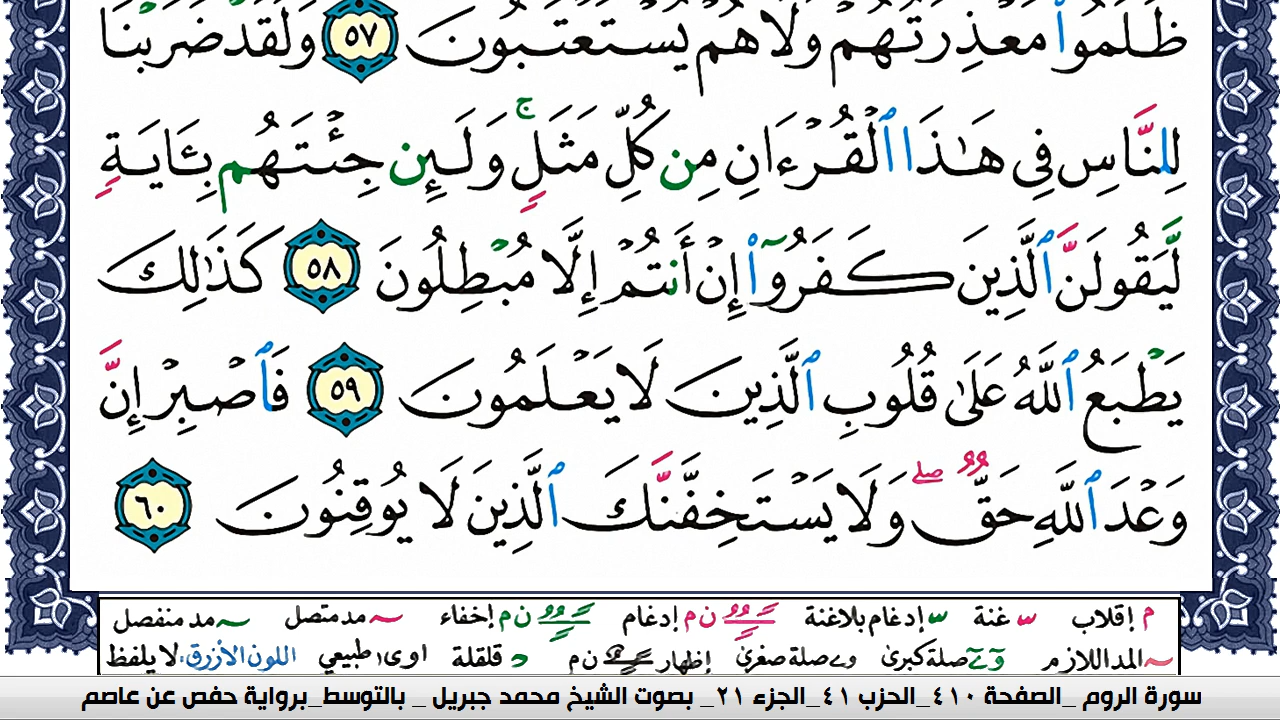 ظَلَمُوا۟ مَعْذِرَتُهُمْ وَلَا هُمْ يُسْتَعْتَبُونَ ٥٧ وَلَقَدْ ضَرَبْنَا
لِلنَّاسِ فِى هَـٰذَا ٱلْقُرْءَانِ مِن كُلِّ مَثَلٍۢ ۚ وَلَئِن جِئْتَهُم بِـَٔايَةٍۢ
لَّيَقُولَنَّ ٱلَّذِينَ كَفَرُوٓا۟ إِنْ أَنتُمْ إِلَّا مُبْطِلُونَ ٥٨ كَذَٰلِكَ
يَطْبَعُ ٱللَّهُ عَلَىٰ قُلُوبِ ٱلَّذِينَ لَا يَعْلَمُونَ ٥٩ فَٱصْبِرْ إِنَّ
وَعْدَ ٱللَّهِ حَقٌّۭ ۖ وَلَا يَسْتَخِفَّنَّكَ ٱلَّذِينَ لَا يُوقِنُونَ ٦٠
م إقلاب غنة إدغام بلاغنة ن م إدغام ن م إخفاء مد متصل مد منفصل
المد اللازم صلة كبرى صلة صغرى إظهار ن م قلقلة اوى طبيعي اللون الأزرق، لا يلفظ
سورة الروم _الصفحة ٤١٠_الحزب ٤١_الجزء ٢١_ بصوت الشيخ محمد جبريل _ بالتوسط_برواية حفص عن عاصم